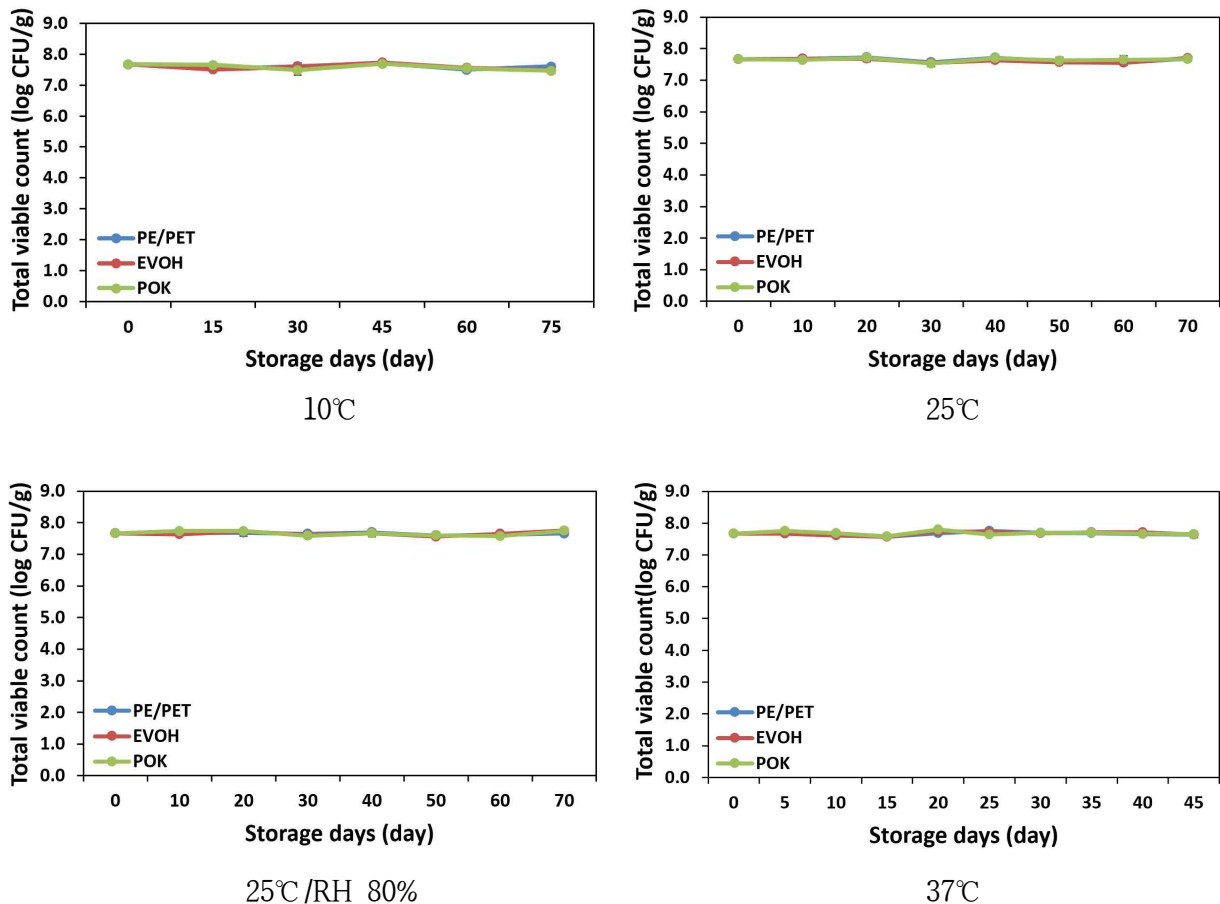 Total viable count (log CFU/g)
9.0
8.0
7.0
6.0
5.0
4.0
3.0
2.0
1.0
0.0
PE/PET
EVOH
POK
0 15 30 45 60 75
Storage days (day)
10℃
Total viable count (log CFU/g)
9.0
8.0
7.0
6.0
5.0
4.0
3.0
2.0
1.0
0.0
PE/PET
EVOH
POK
0 10 20 30 40 50 60 70
Storage days (day)
25℃
Total viable count (log CFU/g)
9.0
8.0
7.0
6.0
5.0
4.0
3.0
2.0
1.0
0.0
PE/PET
EVOH
POK
0 10 20 30 40 50 60 70
Storage days (day)
25℃/RH 80%
Total viable count(log CFU/g)
9.0
8.0
7.0
6.0
5.0
4.0
3.0
2.0
1.0
0.0
PE/PET
EVOH
POK
0 5 10 15 20 25 30 35 40 45
Storage days (day)
37℃